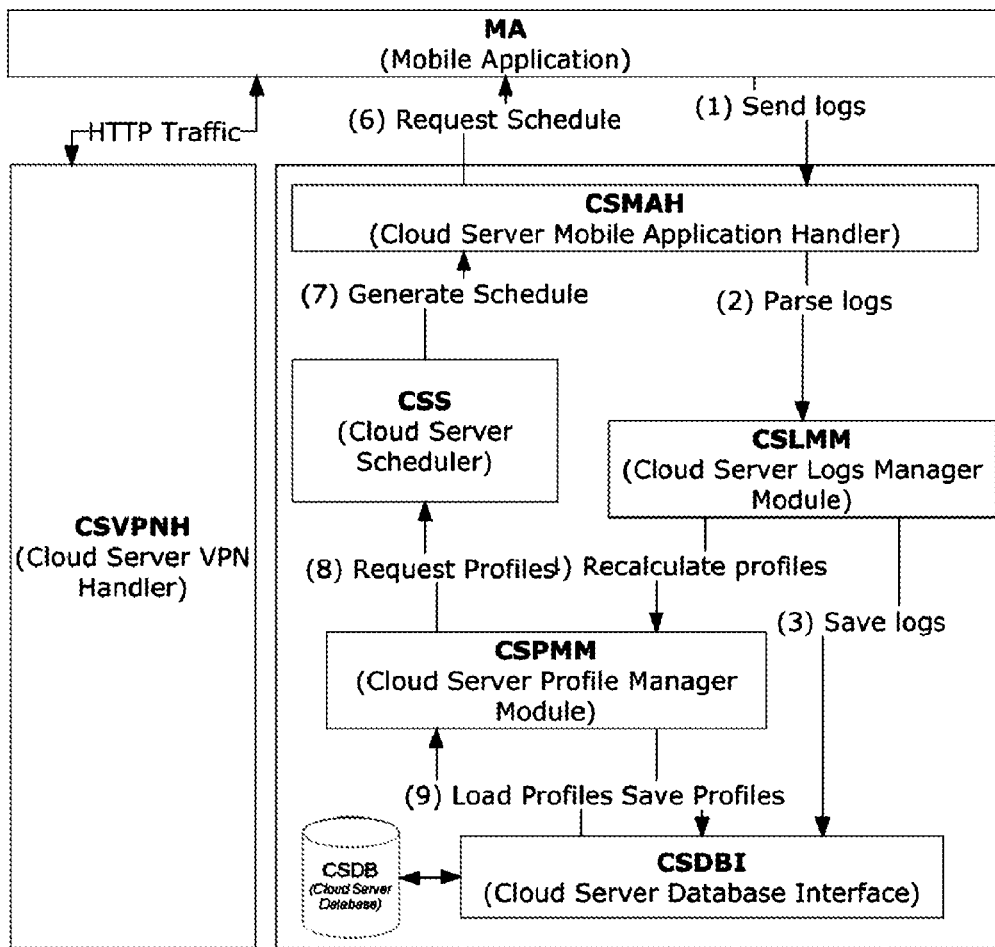 MA
(Mobile Application)
HTTP Traffic
(6) Request Schedule
(1) Send logs
CSMAH
(Cloud Server Mobile Application Handler)
(7) Generate Schedule
(2) Parse logs
CSS
(Cloud Server
Scheduler)
CSLMM
(Cloud Server Logs Manager
Module)
CSVPNH
(Cloud Server VPN
Handler)
(8) Request Profiles
) Recalculate profiles
(3) Save logs
CSPMM
(Cloud Server Profile Manager
Module)
(9) Load Profiles
Save Profiles
CSDB
(Cloud Server
Database)
CSDBI
(Cloud Server Database Interface)